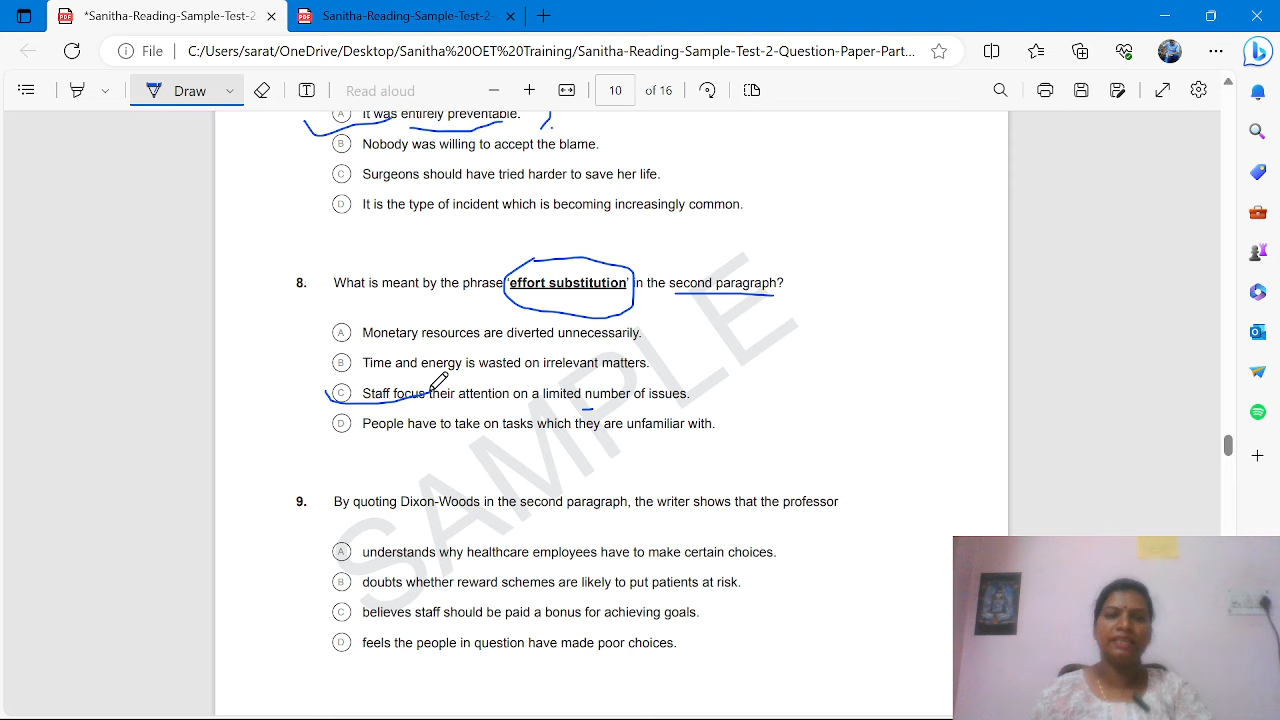 *Sanitha-Reading-Sample-Test-2
Sanitha-Reading-Sample-Test-2-
File
C:/Users/sarat/OneDrive/Desktop/Sanitha%20OET%20Training/Sanitha-Reading-Sample-Test-2-Question-Paper-Part...
Draw
Read aloud
10
of 16
A It was entirely preventable.
B Nobody was willing to accept the blame.
C Surgeons should have tried harder to save her life.
D It is the type of incident which is becoming increasingly common.
8. What is meant by the phrase 'effort substitution' in the second paragraph?
A Monetary resources are diverted unnecessarily.
B Time and energy is wasted on irrelevant matters.
C Staff focus their attention on a limited number of issues.
D People have to take on tasks which they are unfamiliar with.
9. By quoting Dixon-Woods in the second paragraph, the writer shows that the professor
A understands why healthcare employees have to make certain choices.
B doubts whether reward schemes are likely to put patients at risk.
C believes staff should be paid a bonus for achieving goals.
D feels the people in question have made poor choices.
SAMPLE